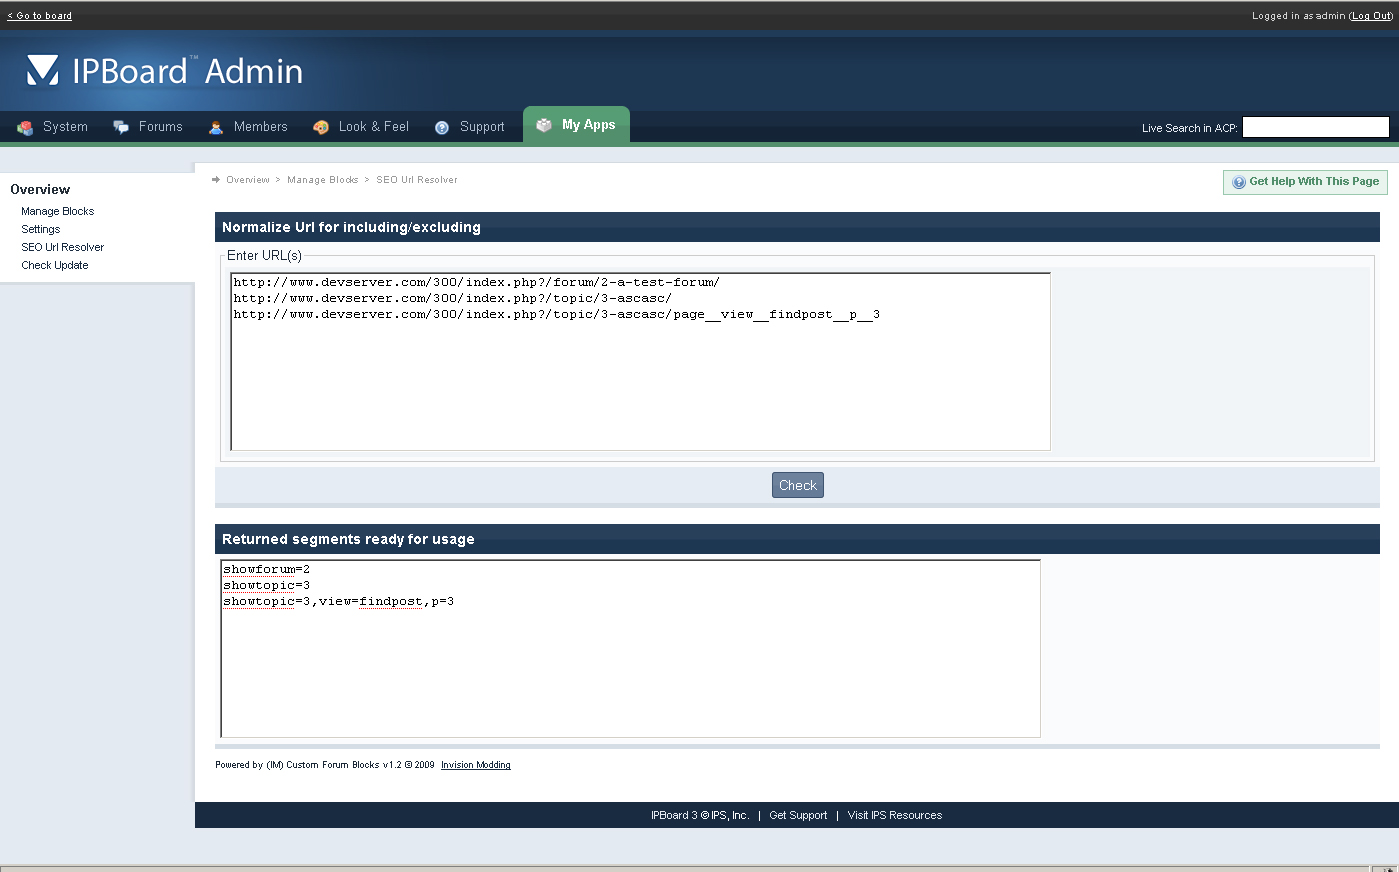 < Go to board
Logged in as admin (Log Out)
IPBoard™ Admin
System Forums Members Look & Feel Support My Apps
Live Search in ACP:
Overview
Manage Blocks
Settings
SEO Url Resolver
Check Update
Overview > Manage Blocks > SEO Url Resolver
Get Help With This Page
Normalize Url for including/excluding
Enter URL(s)
http://www.devserver.com/300/index.php?/forum/2-a-test-forum/
http://www.devserver.com/300/index.php?/topic/3-ascasc/
http://www.devserver.com/300/index.php?/topic/3-ascasc/page__view__findpost__p__3
Check
Returned segments ready for usage
showforum=2
showtopic=3
showtopic=3,view=findpost,p=3
Powered by (IM) Custom Forum Blocks v1.2 © 2009 Invision Modding
IPBoard 3 © IPS, Inc. | Get Support | Visit IPS Resources